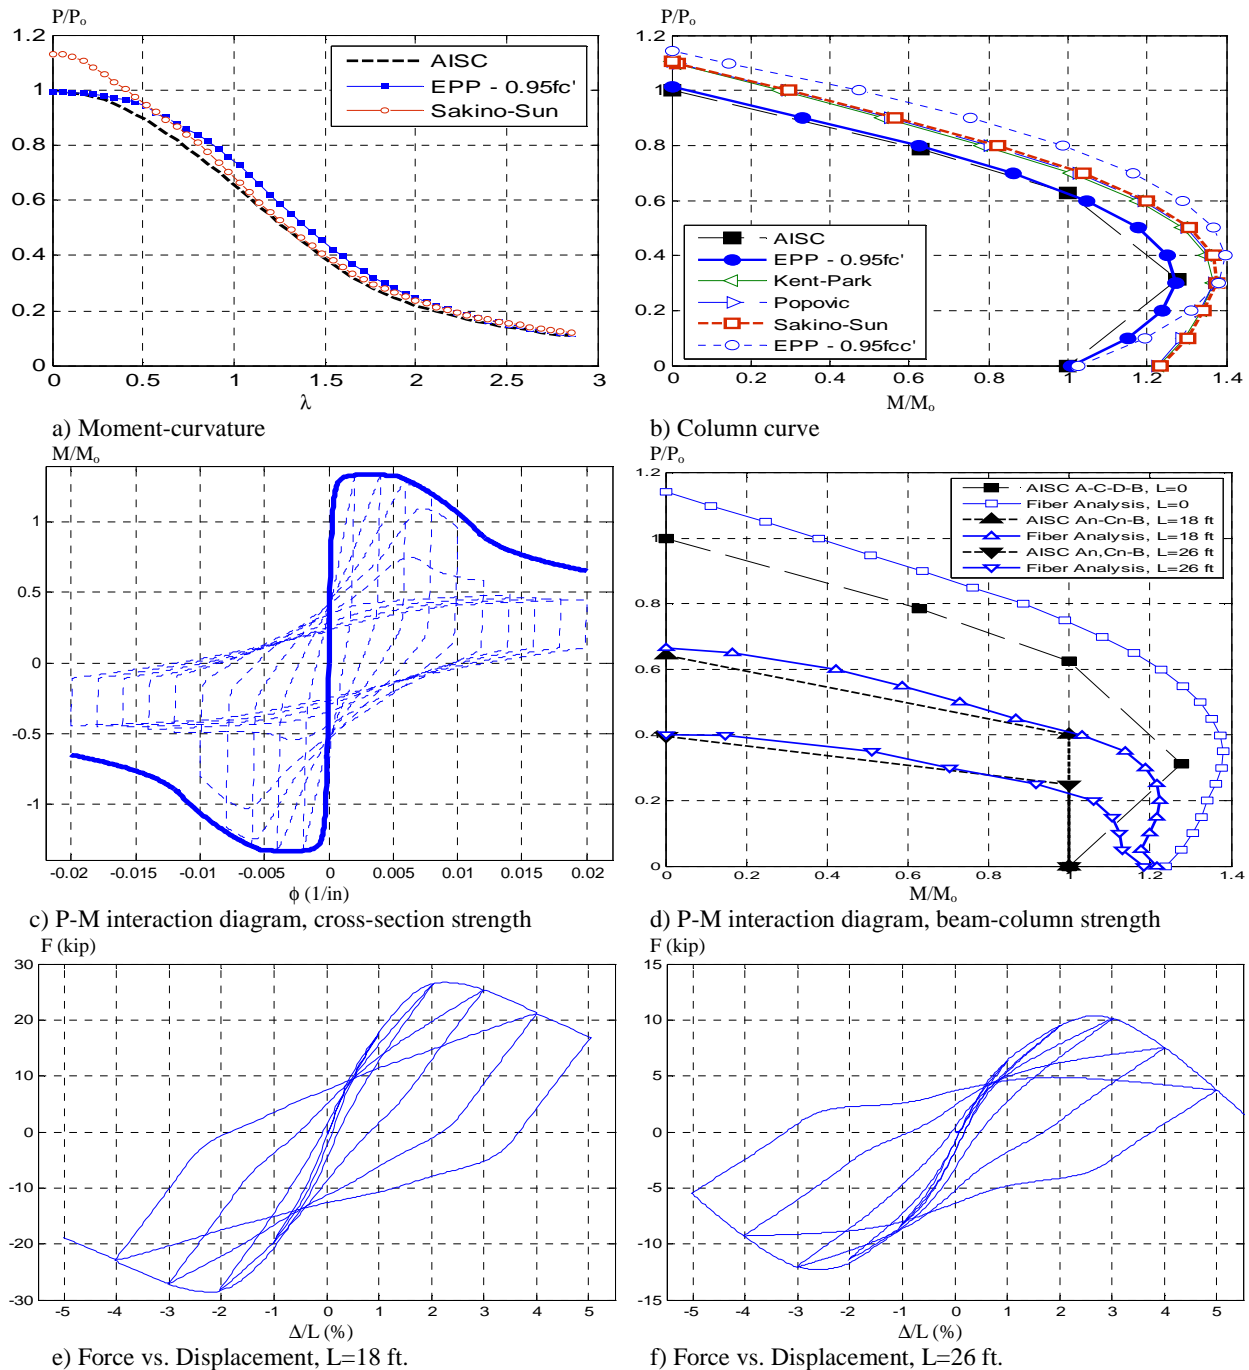 P/Po
1.2
1
0.8
0.6
0.4
0.2
0
AISC
EPP - 0.95fc'
Sakino-Sun
0 0.5 1 1.5 2 2.5 3
λ
a) Moment-curvature
P/Po
1.2
1
0.8
0.6
0.4
0.2
0
AISC
EPP - 0.95fc'
Kent-Park
Popovic
Sakino-Sun
EPP - 0.95fcc'
0 0.2 0.4 0.6 0.8 1 1.2 1.4
M/Mo
b) Column curve
M/Mo
1
0.5
0
-0.5
-1
-0.02 -0.015 -0.01 -0.005 0 0.005 0.010 0.015 0.02
ϕ (1/in)
c) P-M interaction diagram, cross-section strength
P/Po
1.2
1
0.8
0.6
0.4
0.2
0
AISC A-C-D-B, L=0
Fiber Analysis, L=0
AISC An-Cn-B, L=18 ft
Fiber Analysis, L=18 ft
AISC An,Cn-B, L=26 ft
Fiber Analysis, L=26 ft
0 0.2 0.4 0.6 0.8 1 1.2 1.4
M/Mo
d) P-M interaction diagram, beam-column strength
F (kip)
30
20
10
0
-10
-20
-30
-5 -4 -3 -2 -1 0 1 2 3 4 5
Δ/L (%)
e) Force vs. Displacement, L=18 ft.
F (kip)
15
10
5
0
-5
-10
-15
-5 -4 -3 -2 -1 0 1 2 3 4 5
Δ/L (%)
f) Force vs. Displacement, L=26 ft.